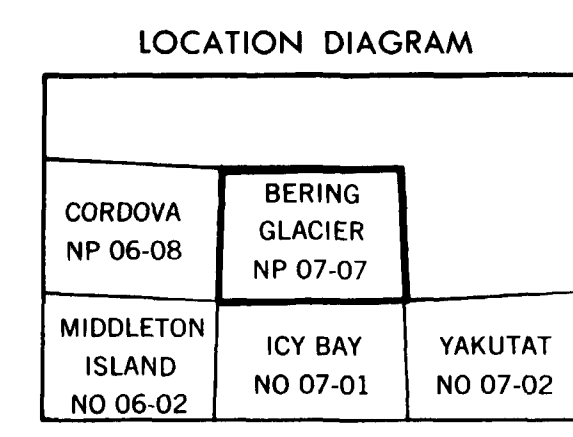 LOCATION DIAGRAM
CORDOVA
NP 06-08
BERING
GLACIER
NP 07-07
MIDDLETON
ISLAND
NO 06-02
ICY BAY
NO 07-01
YAKUTAT
NO 07-02